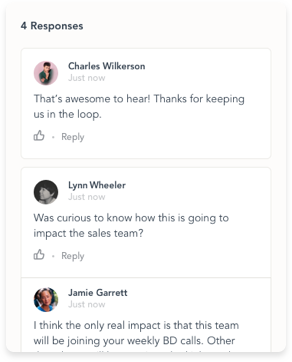 4 Responses
Charles Wilkerson
Just now
That's awesome to hear! Thanks for keeping
us in the loop.
• Reply
Lynn Wheeler
Just now
Was curious to know how this is going to
impact the sales team?
• Reply
Jamie Garrett
Just now
I think the only real impact is that this team
will be joining your weekly BD calls. Other